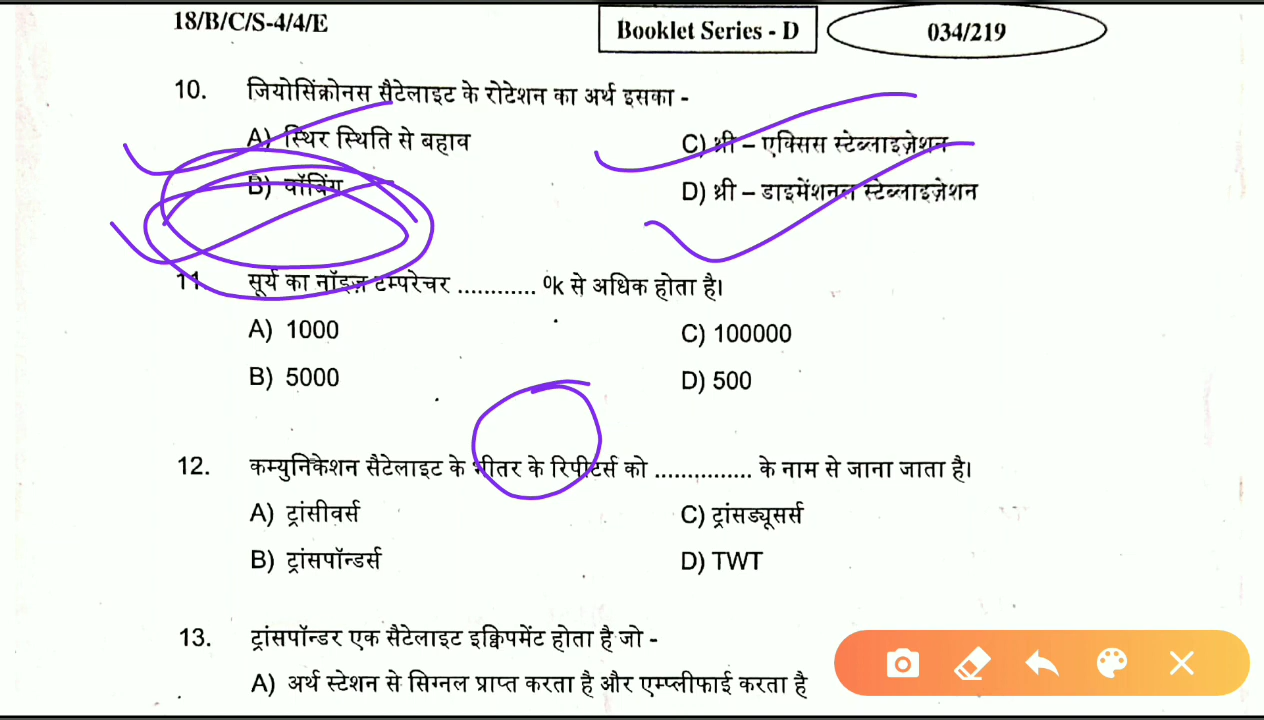 18/B/C/S-4/4/E
Booklet Series - D
034/219
10. जियोसिंक्रोनस सैटेलाइट के रोटेशन का अर्थ इसका -
A) स्थिर स्थिति से बहाव
C) थ्री – एक्सिस स्टेब्लाइज़ेशन
B) वॉबिंग
D) थ्री – डाइमेंशनल स्टेब्लाइज़ेशन
11. सूर्य का नॉइज़ टम्परेचर ............ ⁰k से अधिक होता है।
A) 1000
C) 100000
B) 5000
D) 500
12. कम्युनिकेशन सैटेलाइट के भीतर के रिपीटर्स को ............... के नाम से जाना जाता है।
A) ट्रांसीवर्स
C) ट्रांसड्यूसर्स
B) ट्रांसपॉन्डर्स
D) TWT
13. ट्रांसपॉन्डर एक सैटेलाइट इक्विपमेंट होता है जो -
A) अर्थ स्टेशन से सिग्नल प्राप्त करता है और एम्प्लीफाई करता है